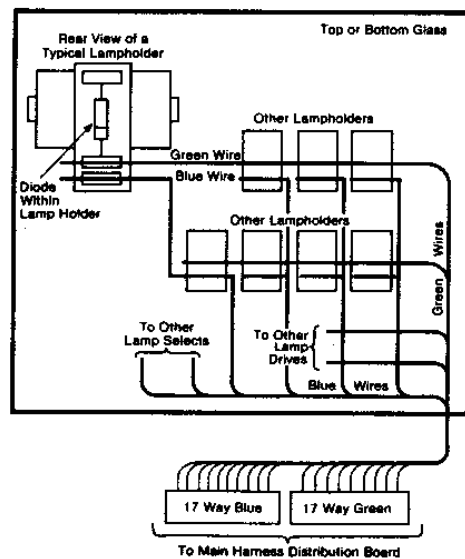 Top or Bottom Glass
Rear View of a
Typical Lampholder
Other Lampholders
Green Wire
Blue Wire
Diode
Within
Lamp Holder
Other Lampholders
Green Wires
To Other
Lamp Selects
To Other
Lamp
Drives
Blue Wires
17 Way Blue
17 Way Green
To Main Harness Distribution Board